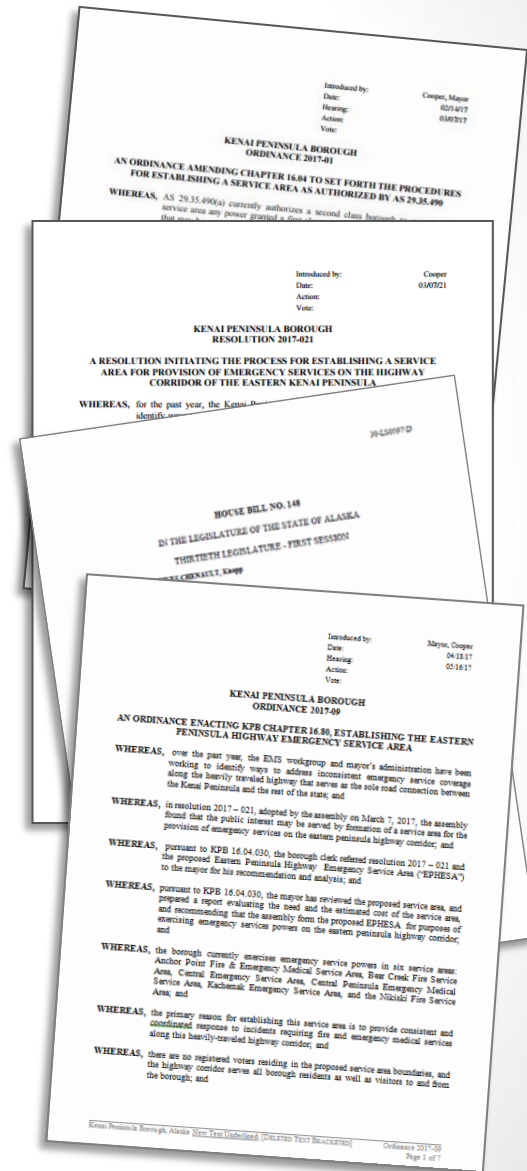 Introduced by: Cooper, Mayor
Date: 02/14/17
Hearing: 03/07/17
Action:
Vote:
KENAI PENINSULA BOROUGH
ORDINANCE 2017-01
AN ORDINANCE AMENDING CHAPTER 16.04 TO SET FORTH THE PROCEDURES
FOR ESTABLISHING A SERVICE AREA AS AUTHORIZED BY AS 29.35.490
WHEREAS, AS 29.35.490(a) currently authorizes a second class borough to
service area any power granted a first
that may
Introduced by: Cooper
Date: 03/07/21
Action:
Vote:
KENAI PENINSULA BOROUGH
RESOLUTION 2017-021
A RESOLUTION INITIATING THE PROCESS FOR ESTABLISHING A SERVICE
AREA FOR PROVISION OF EMERGENCY SERVICES ON THE HIGHWAY
CORRIDOR OF THE EASTERN KENAI PENINSULA
WHEREAS, for the past year, the Kenai
identify
30-LS0597\D
HOUSE BILL NO. 148
IN THE LEGISLATURE OF THE STATE OF ALASKA
THIRTIETH LEGISLATURE - FIRST SESSION
CHENAULT, Knopp
Introduced by: Mayor, Cooper
Date: 04/18/17
Hearing: 05/16/17
Action:
Vote:
KENAI PENINSULA BOROUGH
ORDINANCE 2017-09
AN ORDINANCE ENACTING KPB CHAPTER 16.80, ESTABLISHING THE EASTERN
PENINSULA HIGHWAY EMERGENCY SERVICE AREA
WHEREAS, over the past year, the EMS workgroup and mayor's administration have been
working to identify ways to address inconsistent emergency service coverage
along the heavily traveled highway that serves as the sole road connection between
the Kenai Peninsula and the rest of the state; and
WHEREAS, in resolution 2017 – 021, adopted by the assembly on March 7, 2017, the assembly
found that the public interest may be served by formation of a service area for the
provision of emergency services on the eastern peninsula highway corridor; and
WHEREAS, pursuant to KPB 16.04.030, the borough clerk referred resolution 2017 – 021 and
the proposed Eastern Peninsula Highway Emergency Service Area ("EPHESA")
to the mayor for his recommendation and analysis; and
WHEREAS, pursuant to KPB 16.04.030, the mayor has reviewed the proposed service area, and
prepared a report evaluating the need and the estimated cost of the service area,
and recommending that the assembly form the proposed EPHESA for purposes of
exercising emergency services powers on the eastern peninsula highway corridor;
and
WHEREAS, the borough currently exercises emergency service powers in six service areas:
Anchor Point Fire & Emergency Medical Service Area, Bear Creek Fire Service
Area, Central Emergency Service Area, Central Peninsula Emergency Medical
Service Area, Kachemak Emergency Service Area, and the Nikiski Fire Service
Area; and
WHEREAS, the primary reason for establishing this service area is to provide consistent and
coordinated response to incidents requiring fire and emergency medical services
along this heavily-traveled highway corridor; and
WHEREAS, there are no registered voters residing in the proposed service area boundaries, and
the highway corridor serves all borough residents as well as visitors to and from
the borough; and
Kenai Peninsula Borough, Alaska New Text Underlined; [DELETED TEXT BRACKETED] Ordinance 2017-09
Page 1 of 7